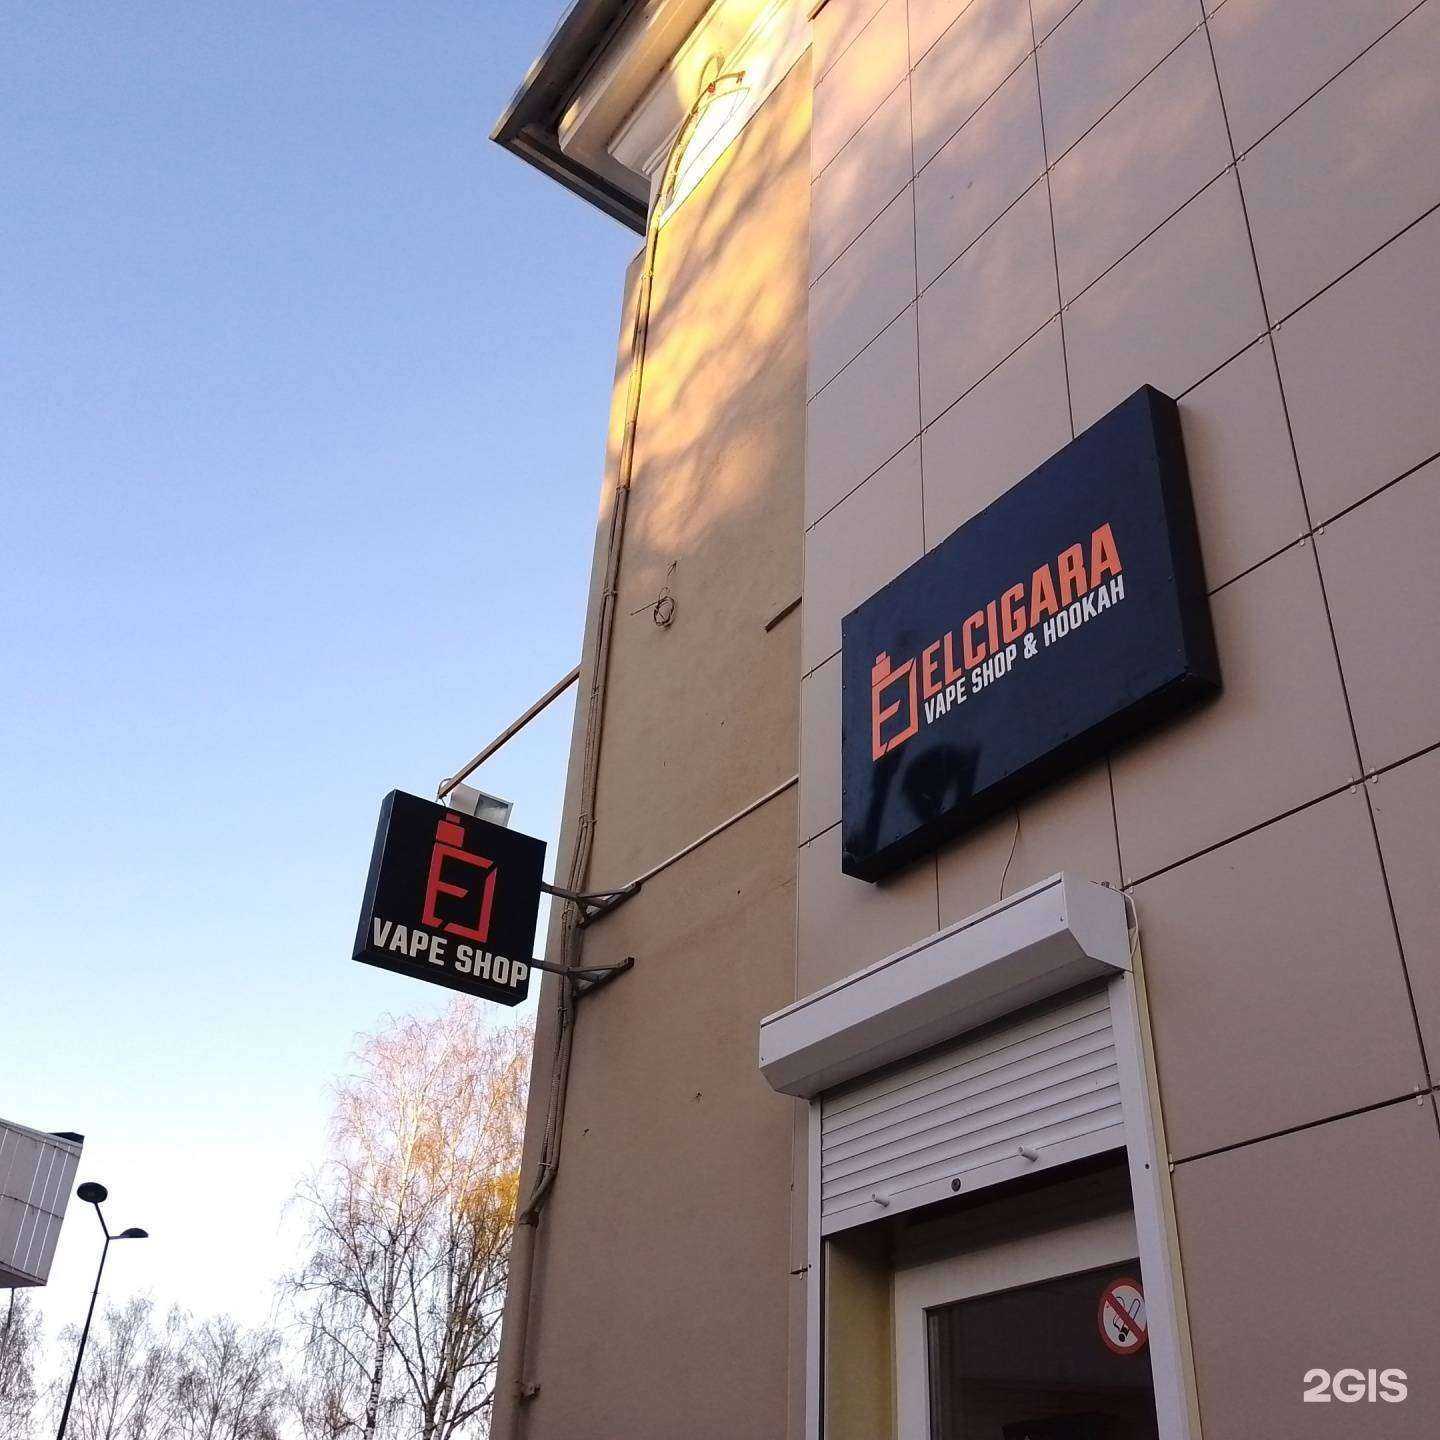 ELCIGARA
VAPE SHOP & HOOKAH
VAPE SHOP
2GIS